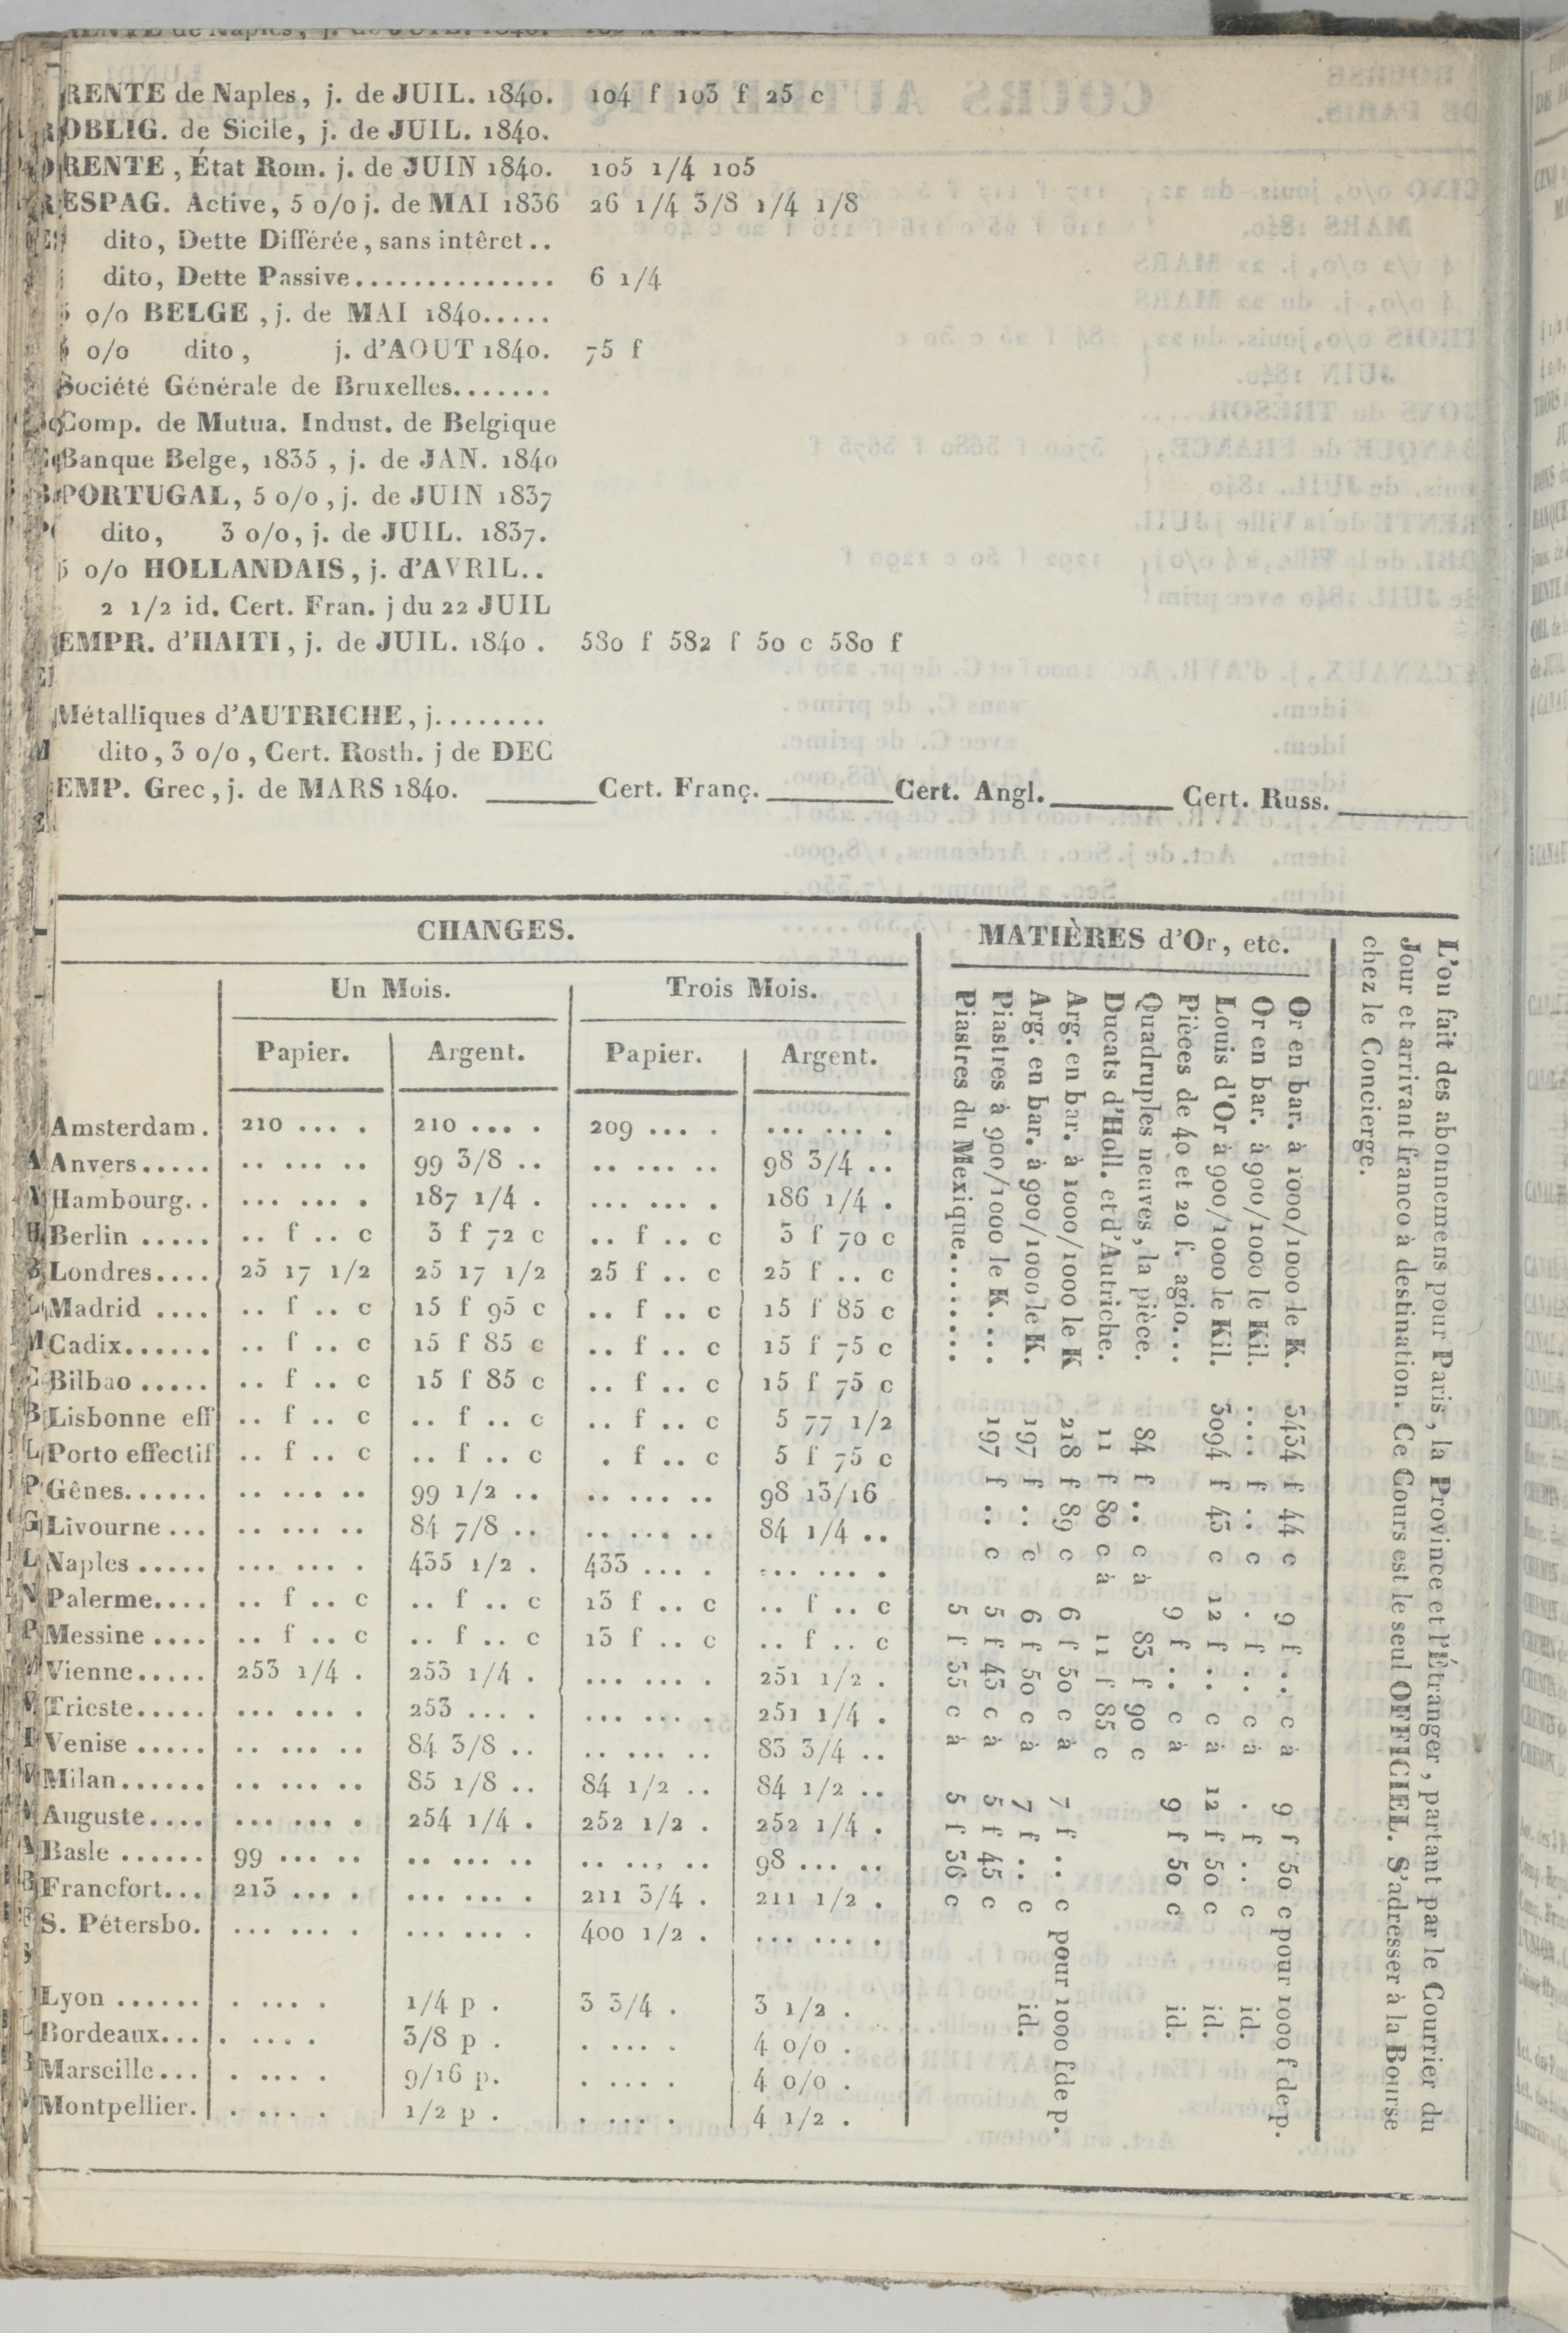 RENTE de Naples, j. de JUIL. 1840. 104 f 103 f 25 c
OBLIG. de Sicile, j. de JUIL. 1840.
RENTE, État Rom. j. de JUIN 1840. 105 1/4 105
ESPAG. Active, 5 o/o j. de MAI 1836 26 1/4 3/8 1/4 1/8
dito, Dette Différée, sans intêret..
dito, Dette Passive.............. 6 1/4
5 o/o BELGE, j. de MAI 1840.....
o/o dito, j. d'AOUT 1840. 75 f
Société Générale de Bruxelles.......
Comp. de Mutua. Indust. de Belgique
Banque Belge, 1835, j. de JAN. 1840
PORTUGAL, 5 o/o, j. de JUIN 1837
dito, 3 o/o, j. de JUIL. 1837.
5 o/o HOLLANDAIS, j. d'AVRIL..
2 1/2 id. Cert. Fran. j du 22 JUIL
EMPR. d'HAITI, j. de JUIL. 1840. 580 f 582 f 50 c 580 f
Métalliques d'AUTRICHE, j........
dito, 3 o/o, Cert. Rosth. j de DEC
EMP. Grec, j. de MARS 1840. ______ Cert. Franç. ______ Cert. Angl. ______ Cert. Russ. ______
CHANGES.
Un Mois. Trois Mois.
Papier. Argent. Papier. Argent.
Amsterdam. 210 .... . 210 .... . 209 .... . ... ... .
Anvers..... .. ... .. 99 3/8 .. .. ... .. 98 3/4 ..
Hambourg.. ... ... . 187 1/4 . ... ... . 186 1/4 .
Berlin ..... .. f .. c 3 f 72 c .. f .. c 3 f 70 c
Londres.... 25 17 1/2 25 17 1/2 25 f .. c 25 f .. c
Madrid .... .. f .. c 15 f 95 c .. f .. c 15 f 85 c
Cadix...... .. f .. c 15 f 85 c .. f .. c 15 f 75 c
Bilbao ..... .. f .. c 15 f 85 c .. f .. c 15 f 75 c
Lisbonne eff .. f .. c .. f .. c .. f .. c 5 77 1/2
Porto effectif .. f .. c .. f .. c . f .. c 5 f 75 c
Gênes...... .. ... .. 99 1/2 .. .. ... .. 98 13/16
Livourne ... .. ... .. 84 7/8 .. .. ... .. 84 1/4 ..
Naples ..... ... ... . 435 1/2 . 433 .... . ... ... .
Palerme.... .. f .. c .. f .. c 13 f .. c .. f .. c
Messine .... .. f .. c .. f .. c 13 f .. c .. f .. c
Vienne..... 253 1/4 . 253 1/4 . ... ... . 251 1/2 .
Trieste..... ... ... . 253 .... . ... ... . 251 1/4 .
Venise ..... .. ... .. 84 3/8 .. .. ... .. 83 3/4 ..
Milan...... .. ... .. 85 1/8 .. 84 1/2 .. 84 1/2 ..
Auguste.... ... ... . 254 1/4 . 252 1/2 . 252 1/4 .
Basle ...... 99 ... .. .. ... .. .. ... .. 98 ... ..
Francfort... 213 .... . ... ... . 211 3/4 . 211 1/2 .
S. Pétersbo. ... ... . ... ... . 400 1/2 . ... ... .
Lyon ...... . .... . 1/4 p . 3 3/4 . 3 1/2 .
Bordeaux... . .... . 3/8 p . . .... . 4 o/o .
Marseille... . .... . 9/16 p. . .... . 4 o/o .
Montpellier. . .... . 1/2 p . . .... . 4 1/2 .
MATIÈRES d'Or, etc.
Or en bar. à 1000/1000 le K. 3434 f 44 c 9 f .. c à 9 f 50 c pour 1000 f de p.
Or en bar. à 900/1000 le Kil. .... f .. c . f .. c à . f .. c id.
Louis d'Or à 900/1000 le Kil. 3094 f 43 c 12 f .. c à 12 f 50 c id.
Pièces de 40 et 20 f. agio.... 9 f .. c à 9 f 50 c id.
Quadruples neuves, la pièce. 84 f .. c à 83 f 90 c
Ducats d'Holl. et d'Autriche. 11 f 80 c à 11 f 85 c
Arg. en bar. à 1000/1000 le K 218 f 89 c 6 f 50 c à 7 f .. c pour 1000 f de p.
Arg. en bar. à 900/1000 le K. 197 f .. c 6 f 50 c à 7 f .. c id.
Piastres à 900/1000 le K.... 197 f .. c 5 f 43 c à 5 f 45 c
Piastres du Mexique........ 5 f 35 c à 5 f 36 c
L'on fait des abonnemens pour Paris, la Province et l'Étranger, partant par le Courrier du
Jour et arrivant franco à destination. Ce Cours est le seul OFFICIEL. S'adresser à la Bourse
chez le Concierge.